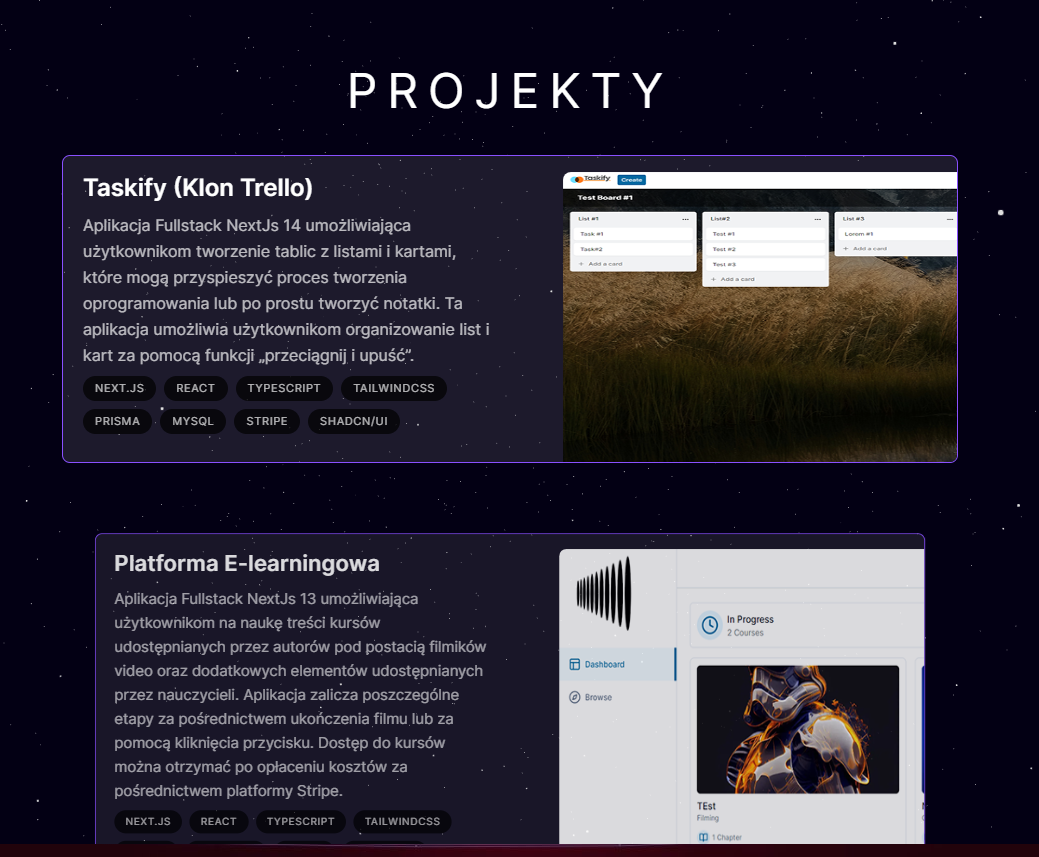 PROJEKTY
Taskify (Klon Trello)
Aplikacja Fullstack NextJs 14 umożliwiająca
użytkownikom tworzenie tablic z listami i kartami,
które mogą przyspieszyć proces tworzenia
oprogramowania lub po prostu tworzyć notatki. Ta
aplikacja umożliwia użytkownikom organizowanie list i
kart za pomocą funkcji „przeciągnij i upuść”.
NEXT.JS REACT TYPESCRIPT TAILWINDCSS
PRISMA MYSQL STRIPE SHADCN/UI
Taskify Create
Test Board #1
List #1 ... List#2 ... List #3 ...
Task #1 Test #1 Lorem #1
Task#2 Test #2 + Add a card
+ Add a card Test #3
+ Add a card
Platforma E-learningowa
Aplikacja Fullstack NextJs 13 umożliwiająca
użytkownikom na naukę treści kursów
udostępnianych przez autorów pod postacią filmików
video oraz dodatkowych elementów udostępnianych
przez nauczycieli. Aplikacja zalicza poszczególne
etapy za pośrednictwem ukończenia filmu lub za
pomocą kliknięcia przycisku. Dostęp do kursów
można otrzymać po opłaceniu kosztów za
pośrednictwem platformy Stripe.
NEXT.JS REACT TYPESCRIPT TAILWINDCSS
In Progress
2 Courses
Dashboard
Browse
TEst
Filming
1 Chapter